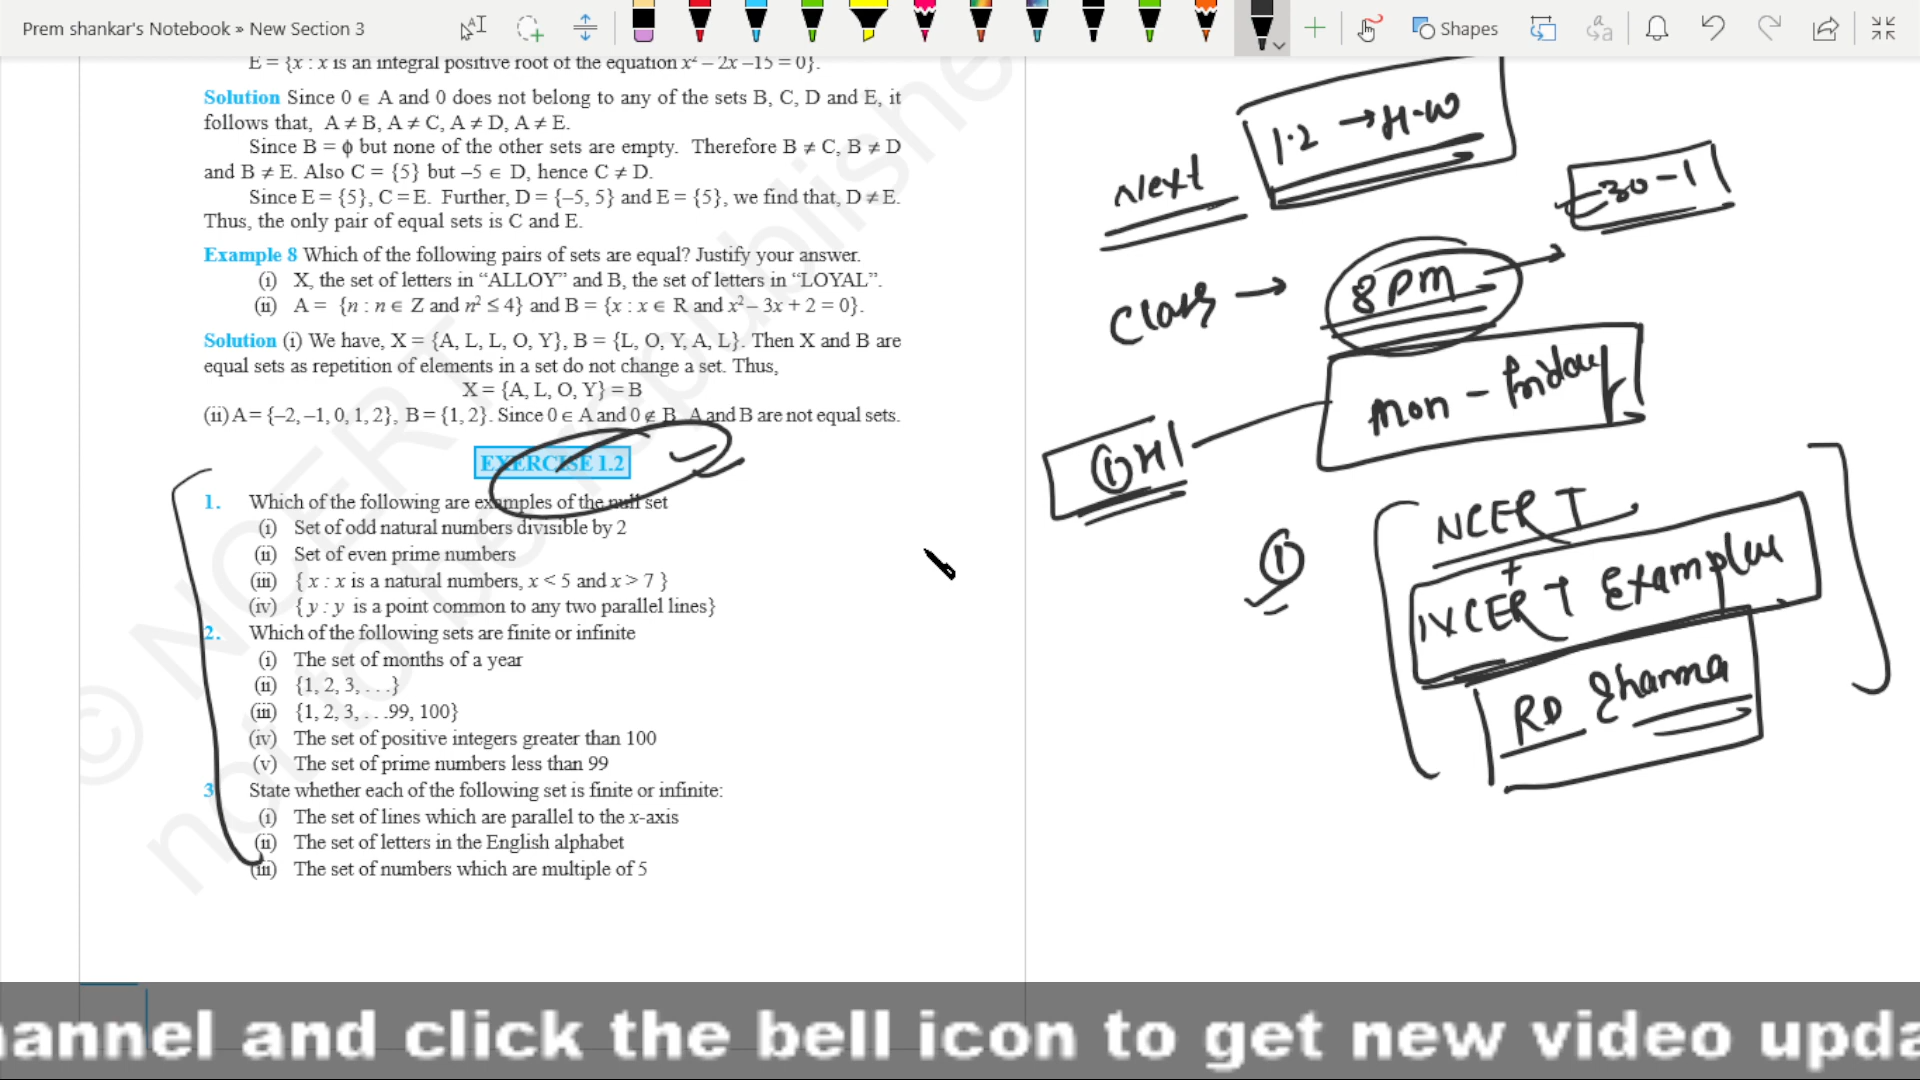 Prem shankar's Notebook » New Section 3
Shapes
E = {x : x is an integral positive root of the equation x² – 2x –15 = 0}.
Solution Since 0 ∈ A and 0 does not belong to any of the sets B, C, D and E, it
follows that, A ≠ B, A ≠ C, A ≠ D, A ≠ E.
Since B = ϕ but none of the other sets are empty. Therefore B ≠ C, B ≠ D
and B ≠ E. Also C = {5} but –5 ∈ D, hence C ≠ D.
Since E = {5}, C = E. Further, D = {–5, 5} and E = {5}, we find that, D ≠ E.
Thus, the only pair of equal sets is C and E.
Example 8 Which of the following pairs of sets are equal? Justify your answer.
(i) X, the set of letters in “ALLOY” and B, the set of letters in “LOYAL”.
(ii) A = {n : n ∈ Z and n² ≤ 4} and B = {x : x ∈ R and x² – 3x + 2 = 0}.
Solution (i) We have, X = {A, L, L, O, Y}, B = {L, O, Y, A, L}. Then X and B are
equal sets as repetition of elements in a set do not change a set. Thus,
X = {A, L, O, Y} = B
(ii) A = {–2, –1, 0, 1, 2}, B = {1, 2}. Since 0 ∈ A and 0 ∉ B, A and B are not equal sets.
EXERCISE 1.2
1. Which of the following are examples of the null set
(i) Set of odd natural numbers divisible by 2
(ii) Set of even prime numbers
(iii) { x : x is a natural numbers, x < 5 and x > 7 }
(iv) { y : y is a point common to any two parallel lines}
2. Which of the following sets are finite or infinite
(i) The set of months of a year
(ii) {1, 2, 3, . . .}
(iii) {1, 2, 3, . . .99, 100}
(iv) The set of positive integers greater than 100
(v) The set of prime numbers less than 99
3 State whether each of the following set is finite or infinite:
(i) The set of lines which are parallel to the x-axis
(ii) The set of letters in the English alphabet
(iii) The set of numbers which are multiple of 5
© NCERT
not to be republishe
1.2 → H-W
Next
30-1
Class → 8 PM →
Mon - friday
① H
①
NCERT
+
NCERT Examplar
RD Sharma
hannel and click the bell icon to get new video upda